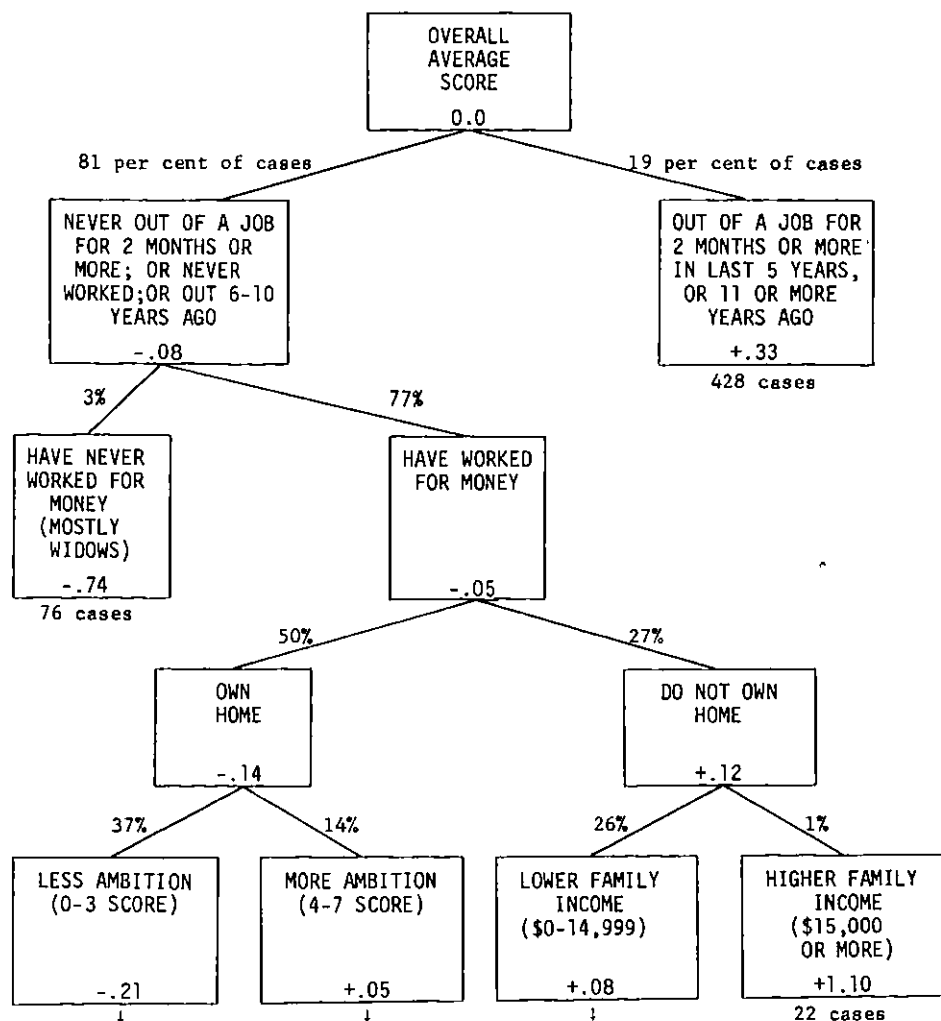 OVERALL
AVERAGE
SCORE
0.0
81 per cent of cases
19 per cent of cases
NEVER OUT OF A JOB
FOR 2 MONTHS OR
MORE; OR NEVER
WORKED;OR OUT 6-10
YEARS AGO
-.08
OUT OF A JOB FOR
2 MONTHS OR MORE
IN LAST 5 YEARS,
OR 11 OR MORE
YEARS AGO
+.33
428 cases
3%
77%
HAVE NEVER
WORKED FOR
MONEY
(MOSTLY
WIDOWS)
-.74
76 cases
HAVE WORKED
FOR MONEY
-.05
50%
27%
OWN
HOME
-.14
DO NOT OWN
HOME
+.12
37%
14%
26%
1%
LESS AMBITION
(0-3 SCORE)
-.21
MORE AMBITION
(4-7 SCORE)
+.05
LOWER FAMILY
INCOME
($0-14,999)
+.08
HIGHER FAMILY
INCOME
($15,000
OR MORE)
+1.10
22 cases